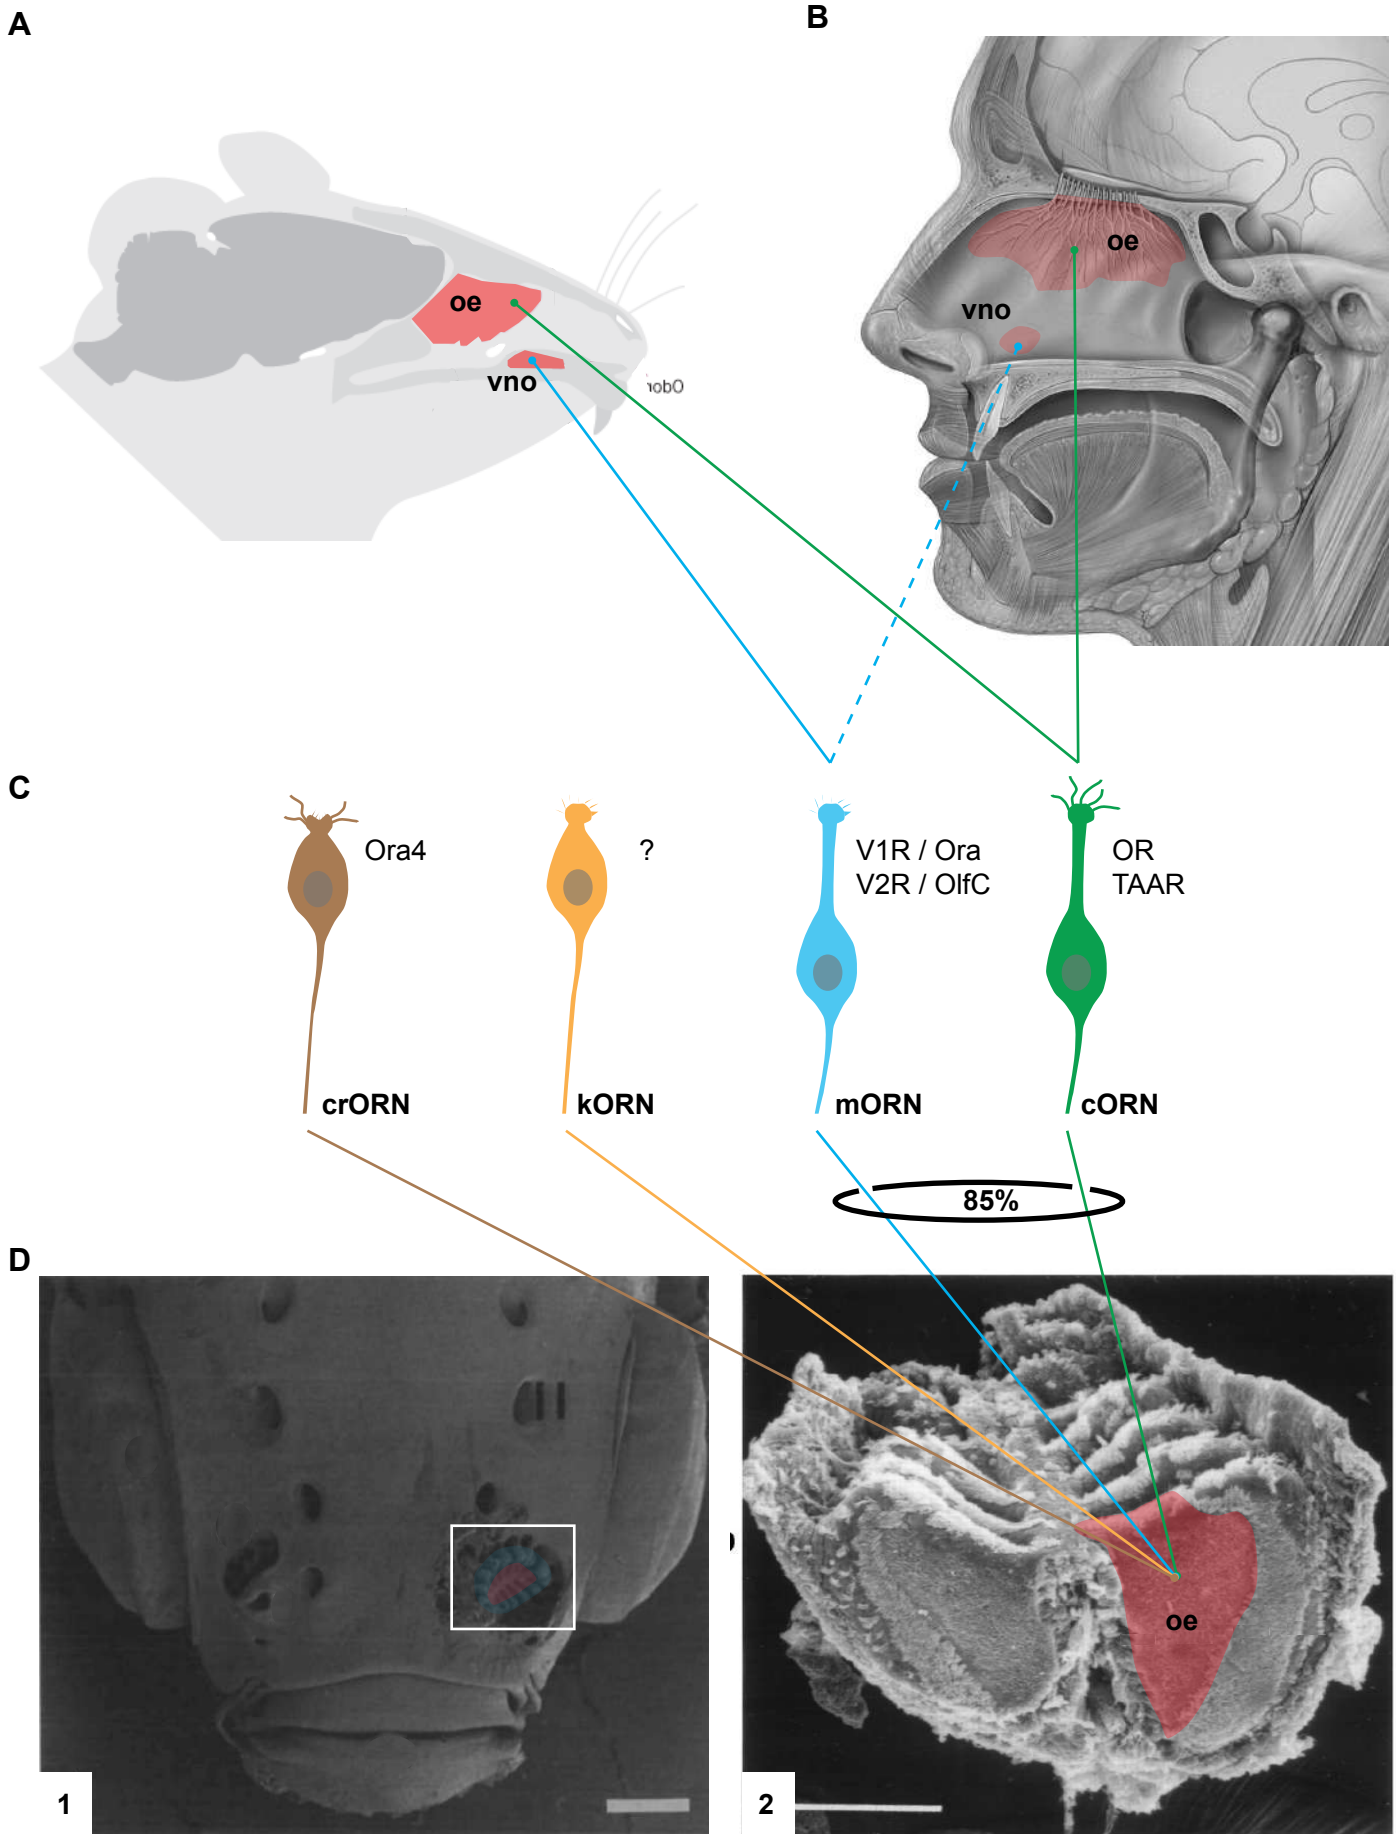 A
B
oe
vno
oe
vno
C
Ora4
?
V1R / Ora
V2R / OlfC
OR
TAAR
crORN
kORN
mORN
cORN
85%
D
oe
1
2